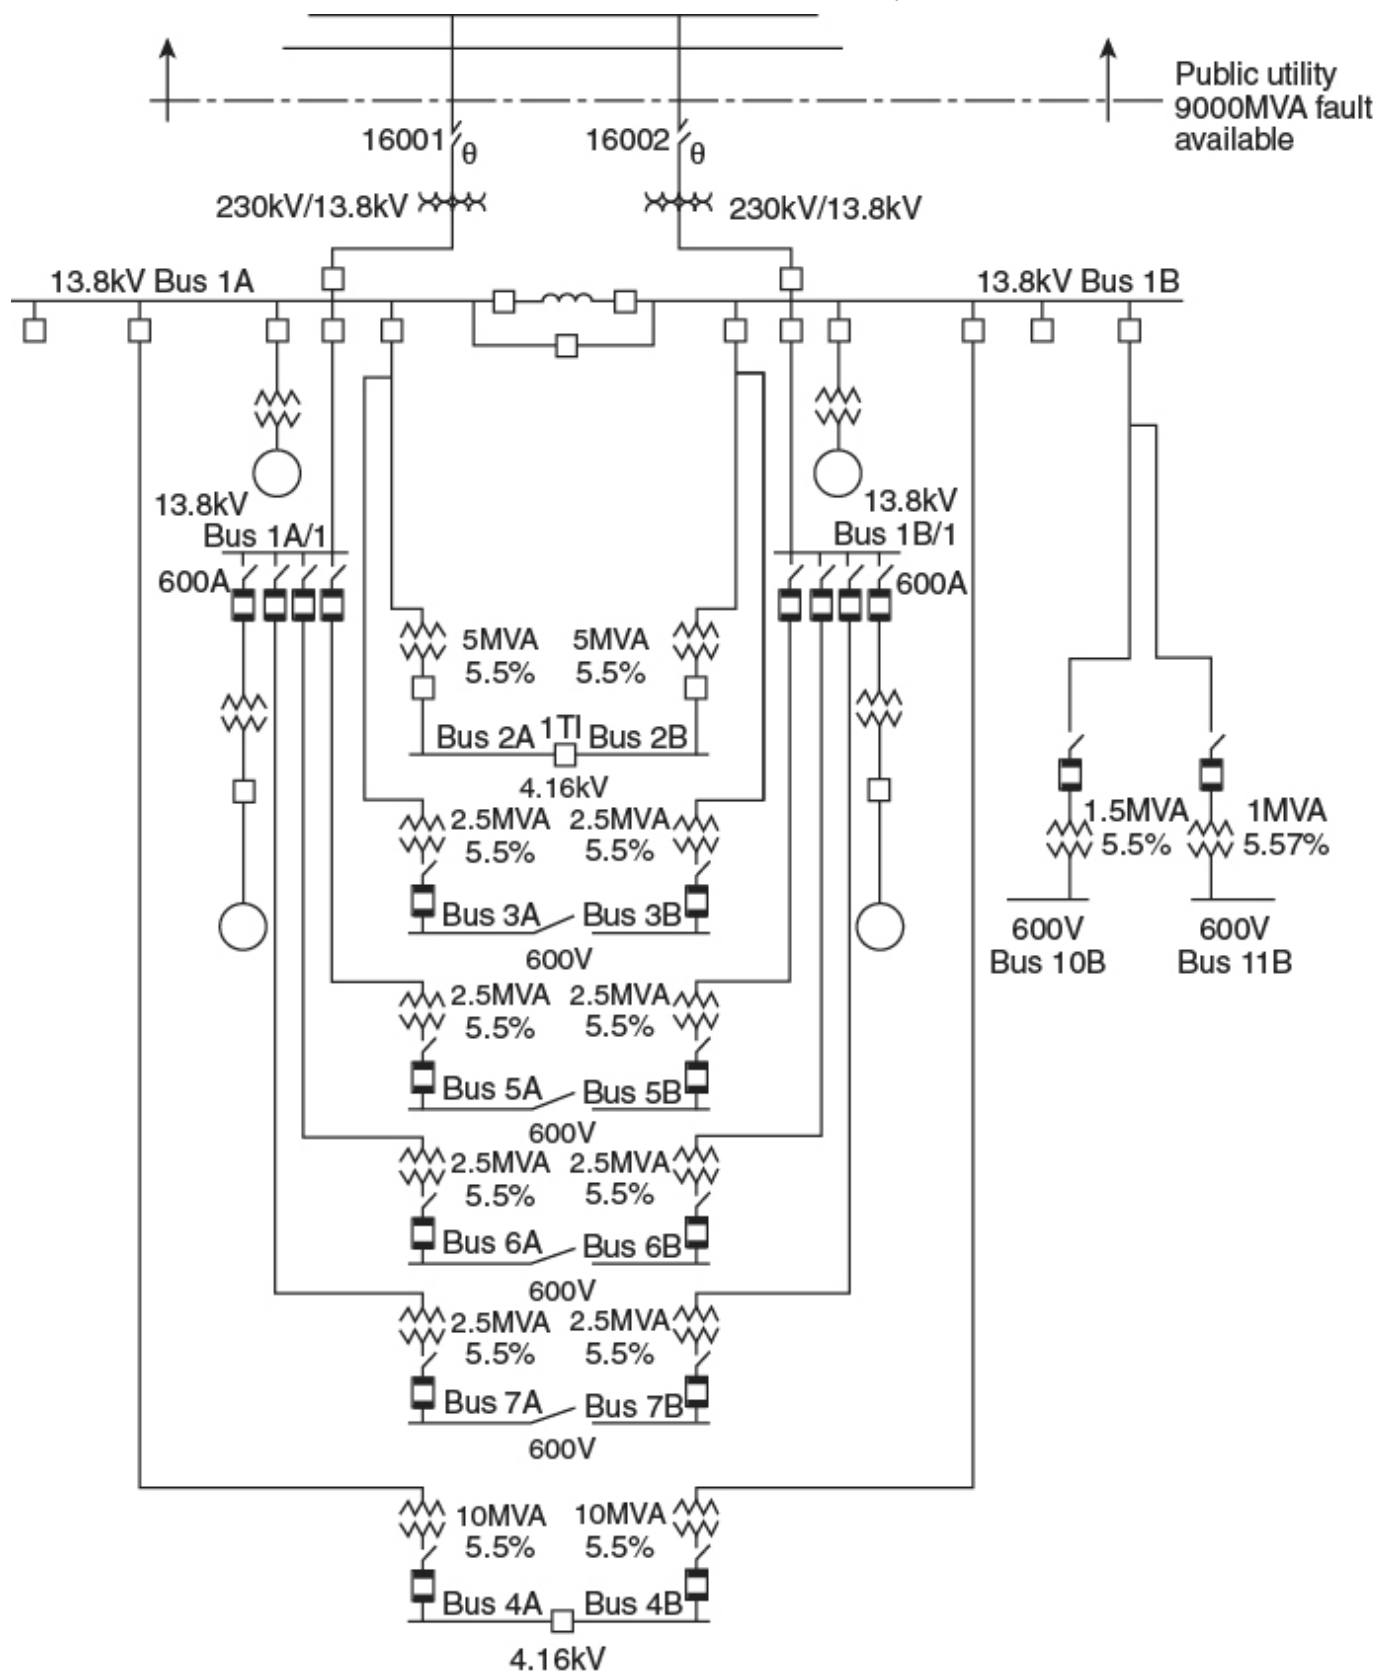 Public utility
9000MVA fault
available
16001
θ
16002
θ
230kV/13.8kV
230kV/13.8kV
13.8kV Bus 1A
13.8kV Bus 1B
13.8kV
Bus 1A/1
600A
13.8kV
Bus 1B/1
600A
5MVA
5.5%
5MVA
5.5%
Bus 2A
1TI
Bus 2B
4.16kV
2.5MVA
5.5%
2.5MVA
5.5%
Bus 3A
Bus 3B
600V
1.5MVA
5.5%
1MVA
5.57%
600V
Bus 10B
600V
Bus 11B
2.5MVA
5.5%
2.5MVA
5.5%
Bus 5A
Bus 5B
600V
2.5MVA
5.5%
2.5MVA
5.5%
Bus 6A
Bus 6B
600V
2.5MVA
5.5%
2.5MVA
5.5%
Bus 7A
Bus 7B
600V
10MVA
5.5%
10MVA
5.5%
Bus 4A
Bus 4B
4.16kV